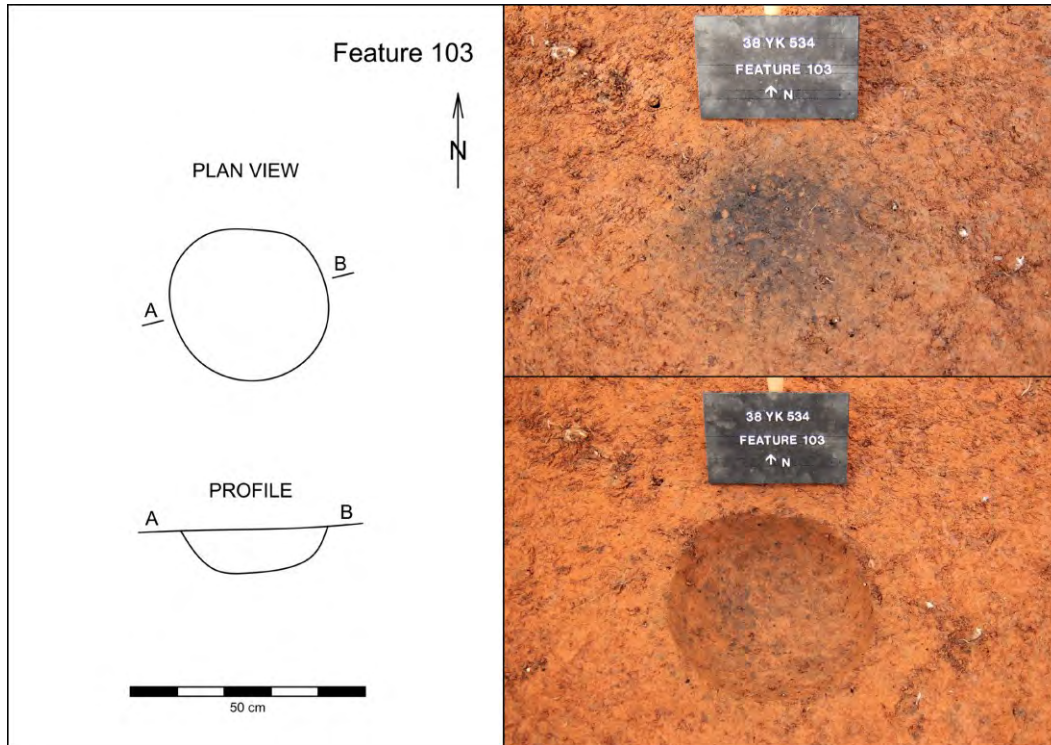 Feature 103
N
PLAN VIEW
B
A
PROFILE
A
B
50 cm
38 YK 534
FEATURE 103
↑ N
38 YK 534
FEATURE 103
↑ N